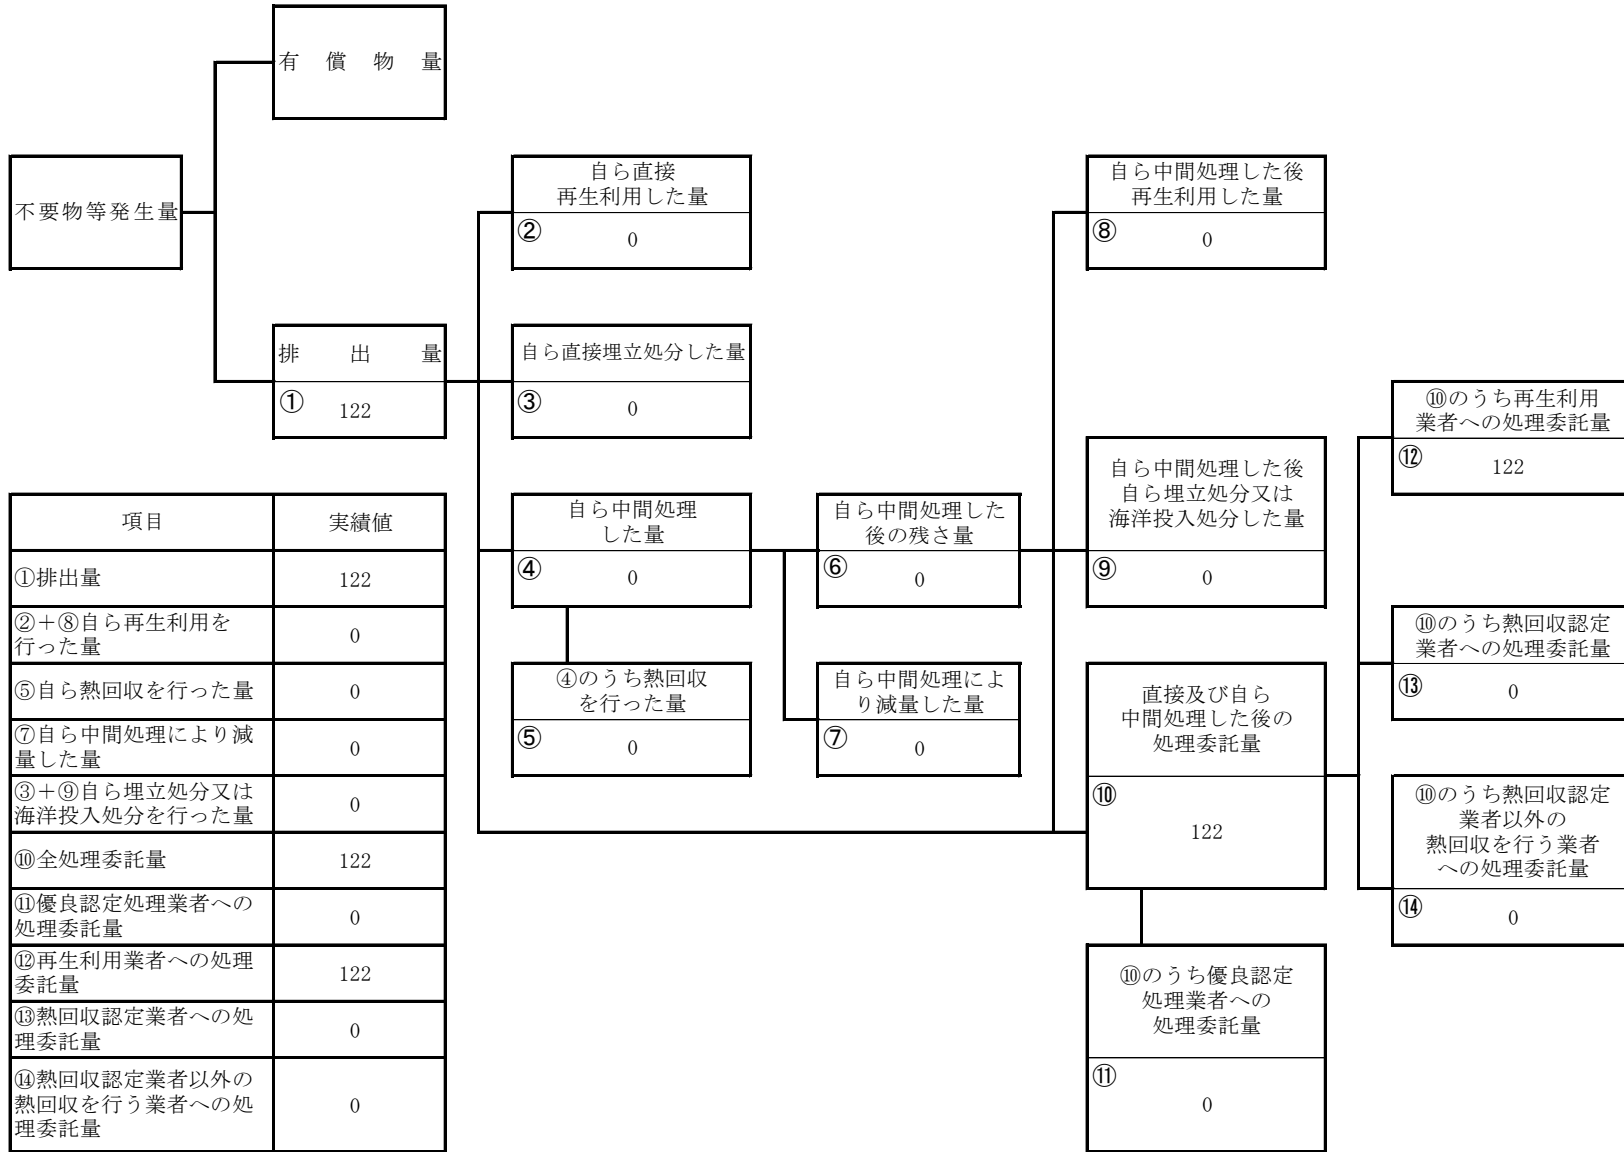 有償物量
不要物等発生量
排出量
① 122
自ら直接
再生利用した量
② 0
自ら直接埋立処分した量
③ 0
自ら中間処理
した量
④ 0
④のうち熱回収
を行った量
⑤ 0
自ら中間処理した
後の残さ量
⑥ 0
自ら中間処理によ
り減量した量
⑦ 0
自ら中間処理した後
再生利用した量
⑧ 0
自ら中間処理した後
自ら埋立処分又は
海洋投入処分した量
⑨ 0
直接及び自ら
中間処理した後の
処理委託量
⑩
122
⑩のうち優良認定
処理業者への
処理委託量
⑪
0
⑩のうち再生利用
業者への処理委託量
⑫ 122
⑩のうち熱回収認定
業者への処理委託量
⑬ 0
⑩のうち熱回収認定
業者以外の
熱回収を行う業者
への処理委託量
⑭ 0
項目 実績値
①排出量 122
②+⑧自ら再生利用を
行った量 0
⑤自ら熱回収を行った量 0
⑦自ら中間処理により減
量した量 0
③+⑨自ら埋立処分又は
海洋投入処分を行った量 0
⑩全処理委託量 122
⑪優良認定処理業者への
処理委託量 0
⑫再生利用業者への処理
委託量 122
⑬熱回収認定業者への処
理委託量 0
⑭熱回収認定業者以外の
熱回収を行う業者への処
理委託量 0